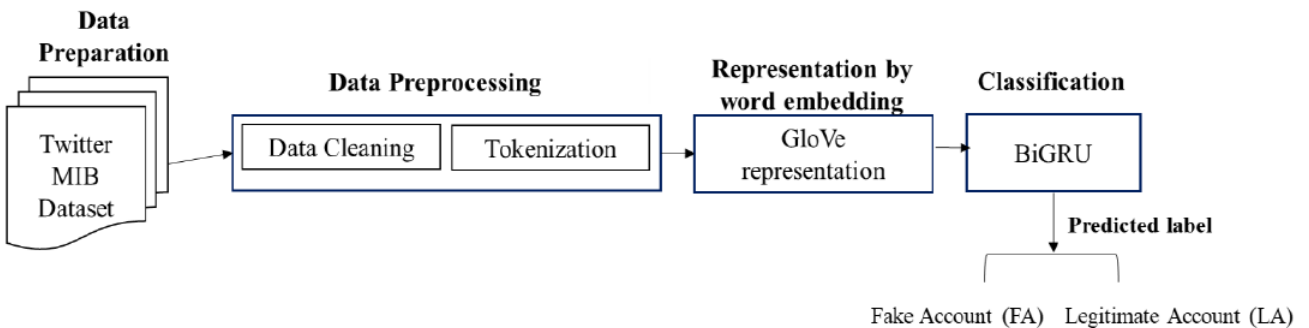 Data
Preparation
Twitter
MIB
Dataset
Data Preprocessing
Data Cleaning
Tokenization
Representation by
word embedding
GloVe
representation
Classification
BiGRU
Predicted label
Fake Account (FA)
Legitimate Account (LA)